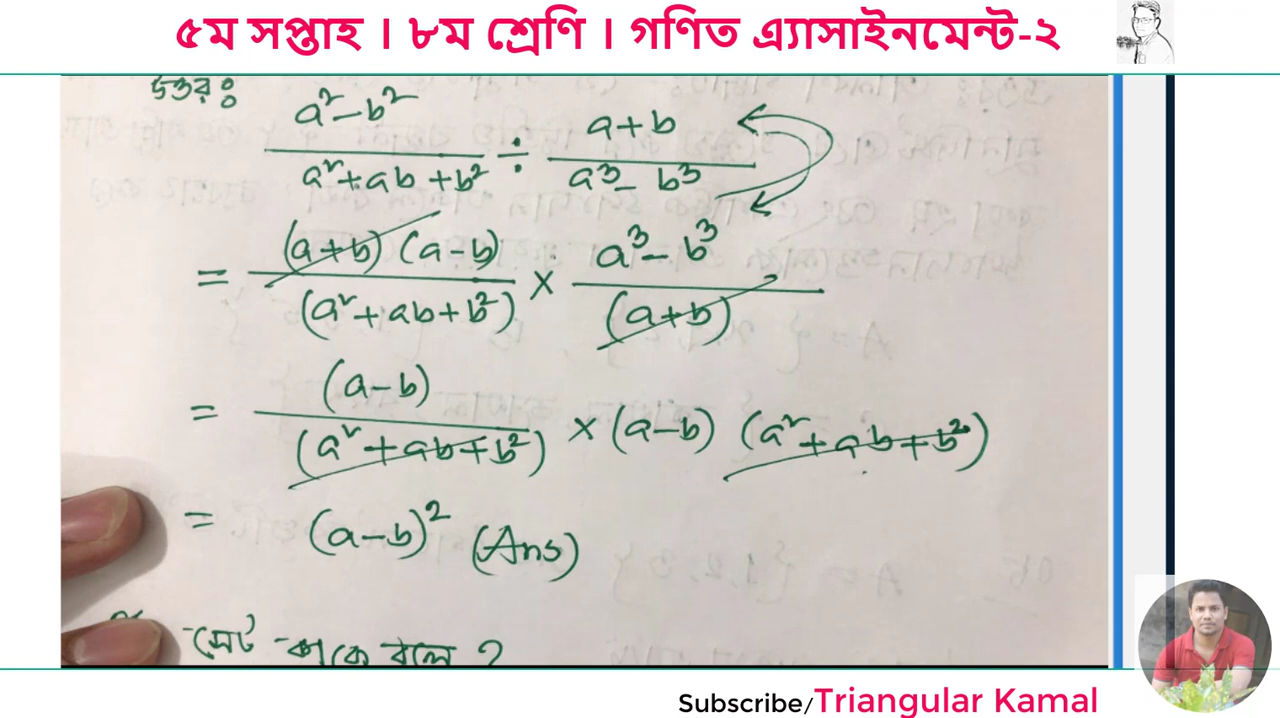 ৫ম সপ্তাহ । ৮ম শ্রেণি । গণিত এ্যাসাইনমেন্ট-২
উত্তরঃ
a²-b² / a²+ab+b² ÷ a+b / a³-b³
= (a+b) (a-b) / (a²+ab+b²) × a³-b³ / (a+b)
= (a-b) / (a²+ab+b²) × (a-b) (a²+ab+b²)
= (a-b)² (Ans)
সেট কাকে বলে ?
Subscribe/Triangular Kamal